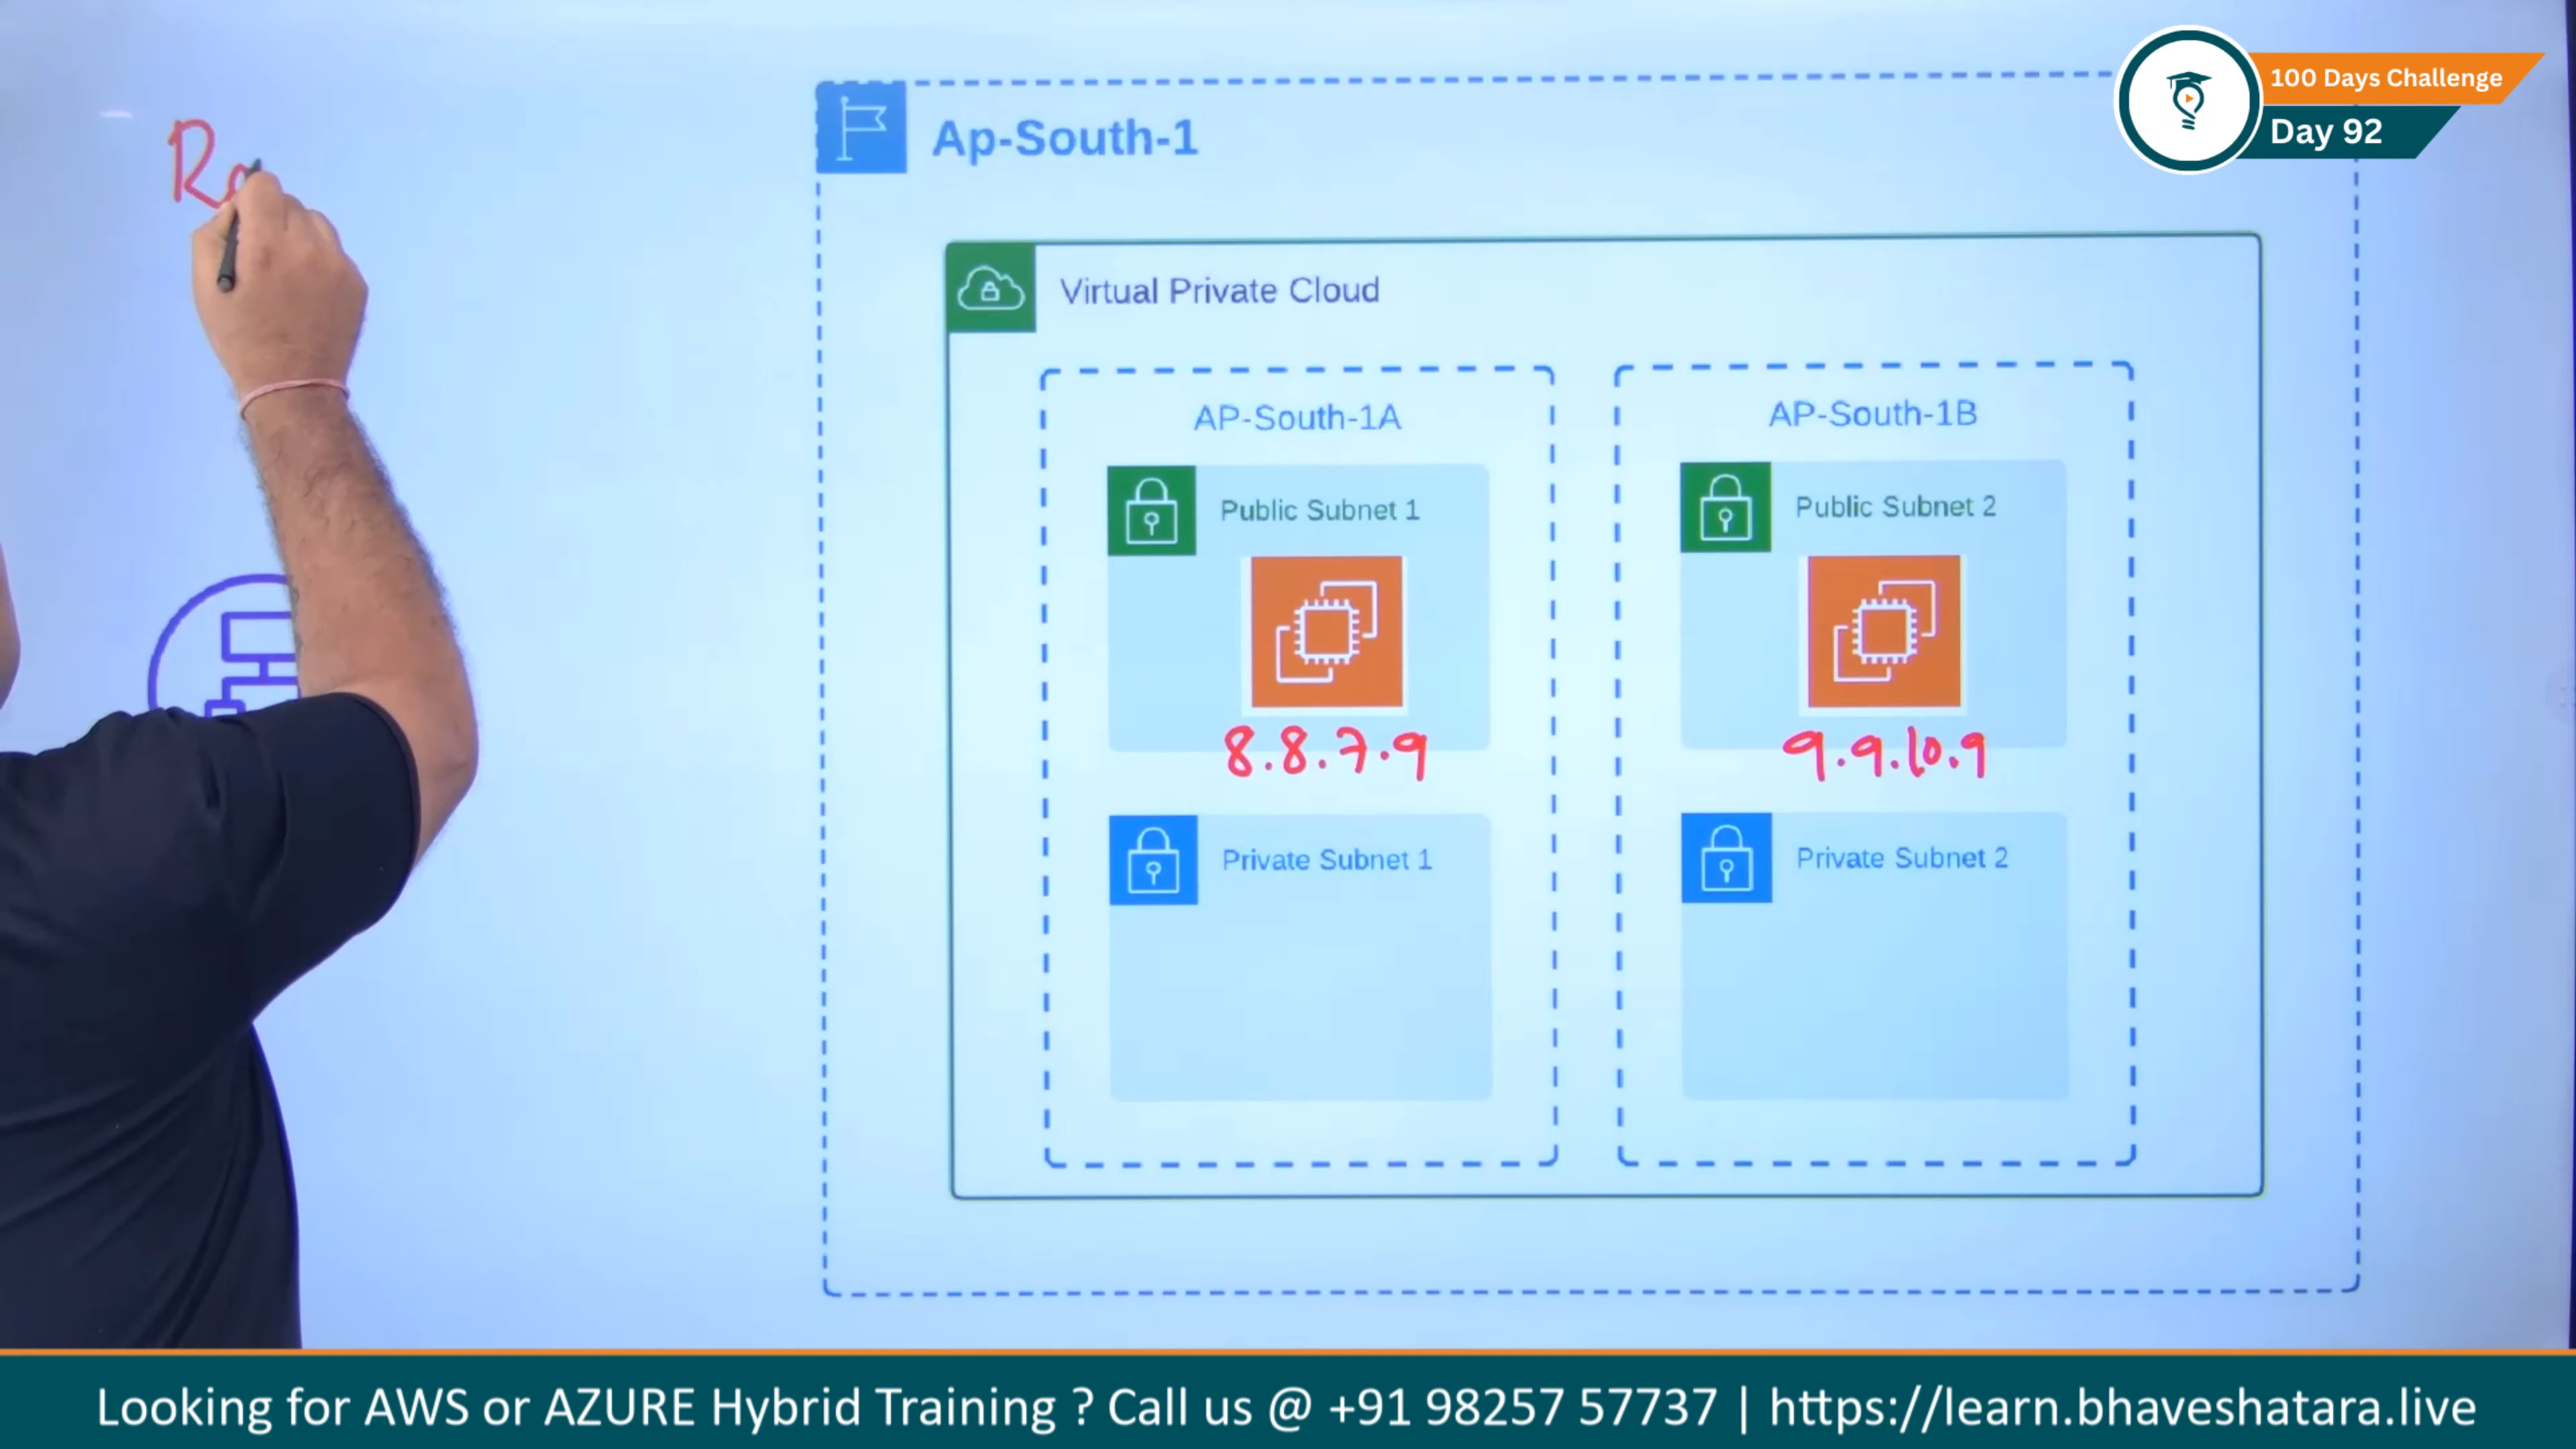 100 Days Challenge
Day 92
Ap-South-1
Virtual Private Cloud
AP-South-1A
AP-South-1B
Public Subnet 1
Public Subnet 2
8.8.7.9
9.9.10.9
Private Subnet 1
Private Subnet 2
Looking for AWS or AZURE Hybrid Training ? Call us @ +91 98257 57737 | https://learn.bhaveshatara.live